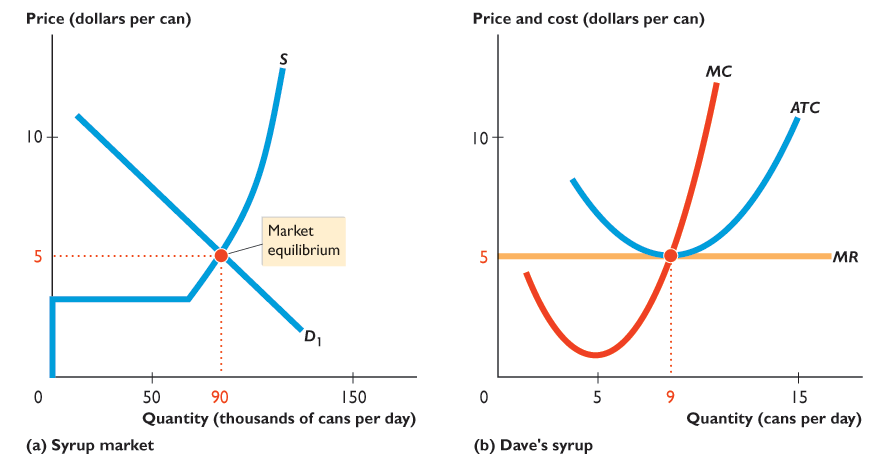 Price (dollars per can)
S
10
Market
equilibrium
5
D1
0
50
90
150
Quantity (thousands of cans per day)
(a) Syrup market
Price and cost (dollars per can)
MC
ATC
10
5
MR
0
5
9
15
Quantity (cans per day)
(b) Dave's syrup